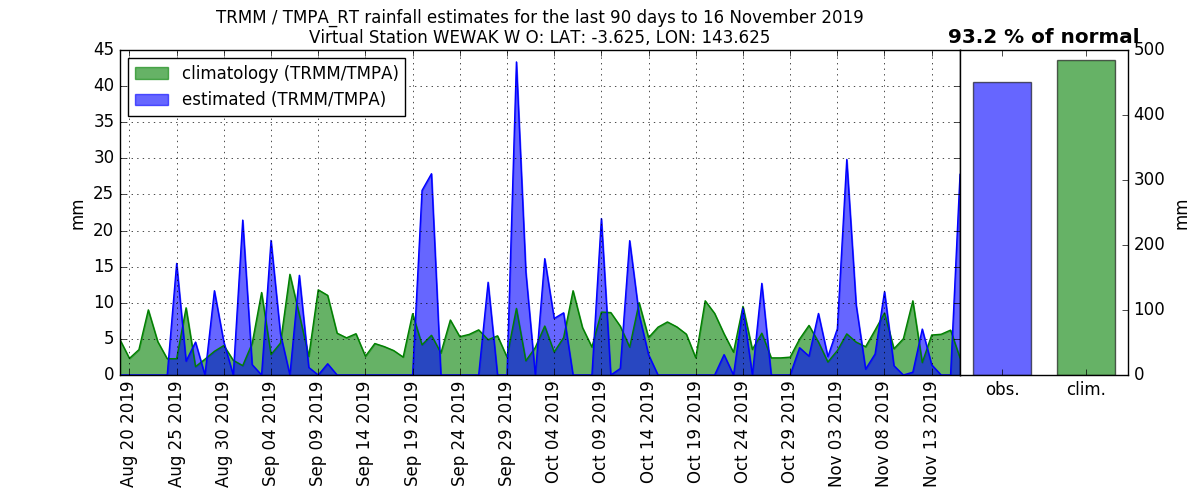 TRMM / TMPA_RT rainfall estimates for the last 90 days to 16 November 2019
Virtual Station WEWAK W O: LAT: -3.625, LON: 143.625
93.2 % of normal
climatology (TRMM/TMPA)
estimated (TRMM/TMPA)
mm
45
40
35
30
25
20
15
10
5
0
Aug 20 2019
Aug 25 2019
Aug 30 2019
Sep 04 2019
Sep 09 2019
Sep 14 2019
Sep 19 2019
Sep 24 2019
Sep 29 2019
Oct 04 2019
Oct 09 2019
Oct 14 2019
Oct 19 2019
Oct 24 2019
Oct 29 2019
Nov 03 2019
Nov 08 2019
Nov 13 2019
obs.
clim.
500
400
300
200
100
0
mm